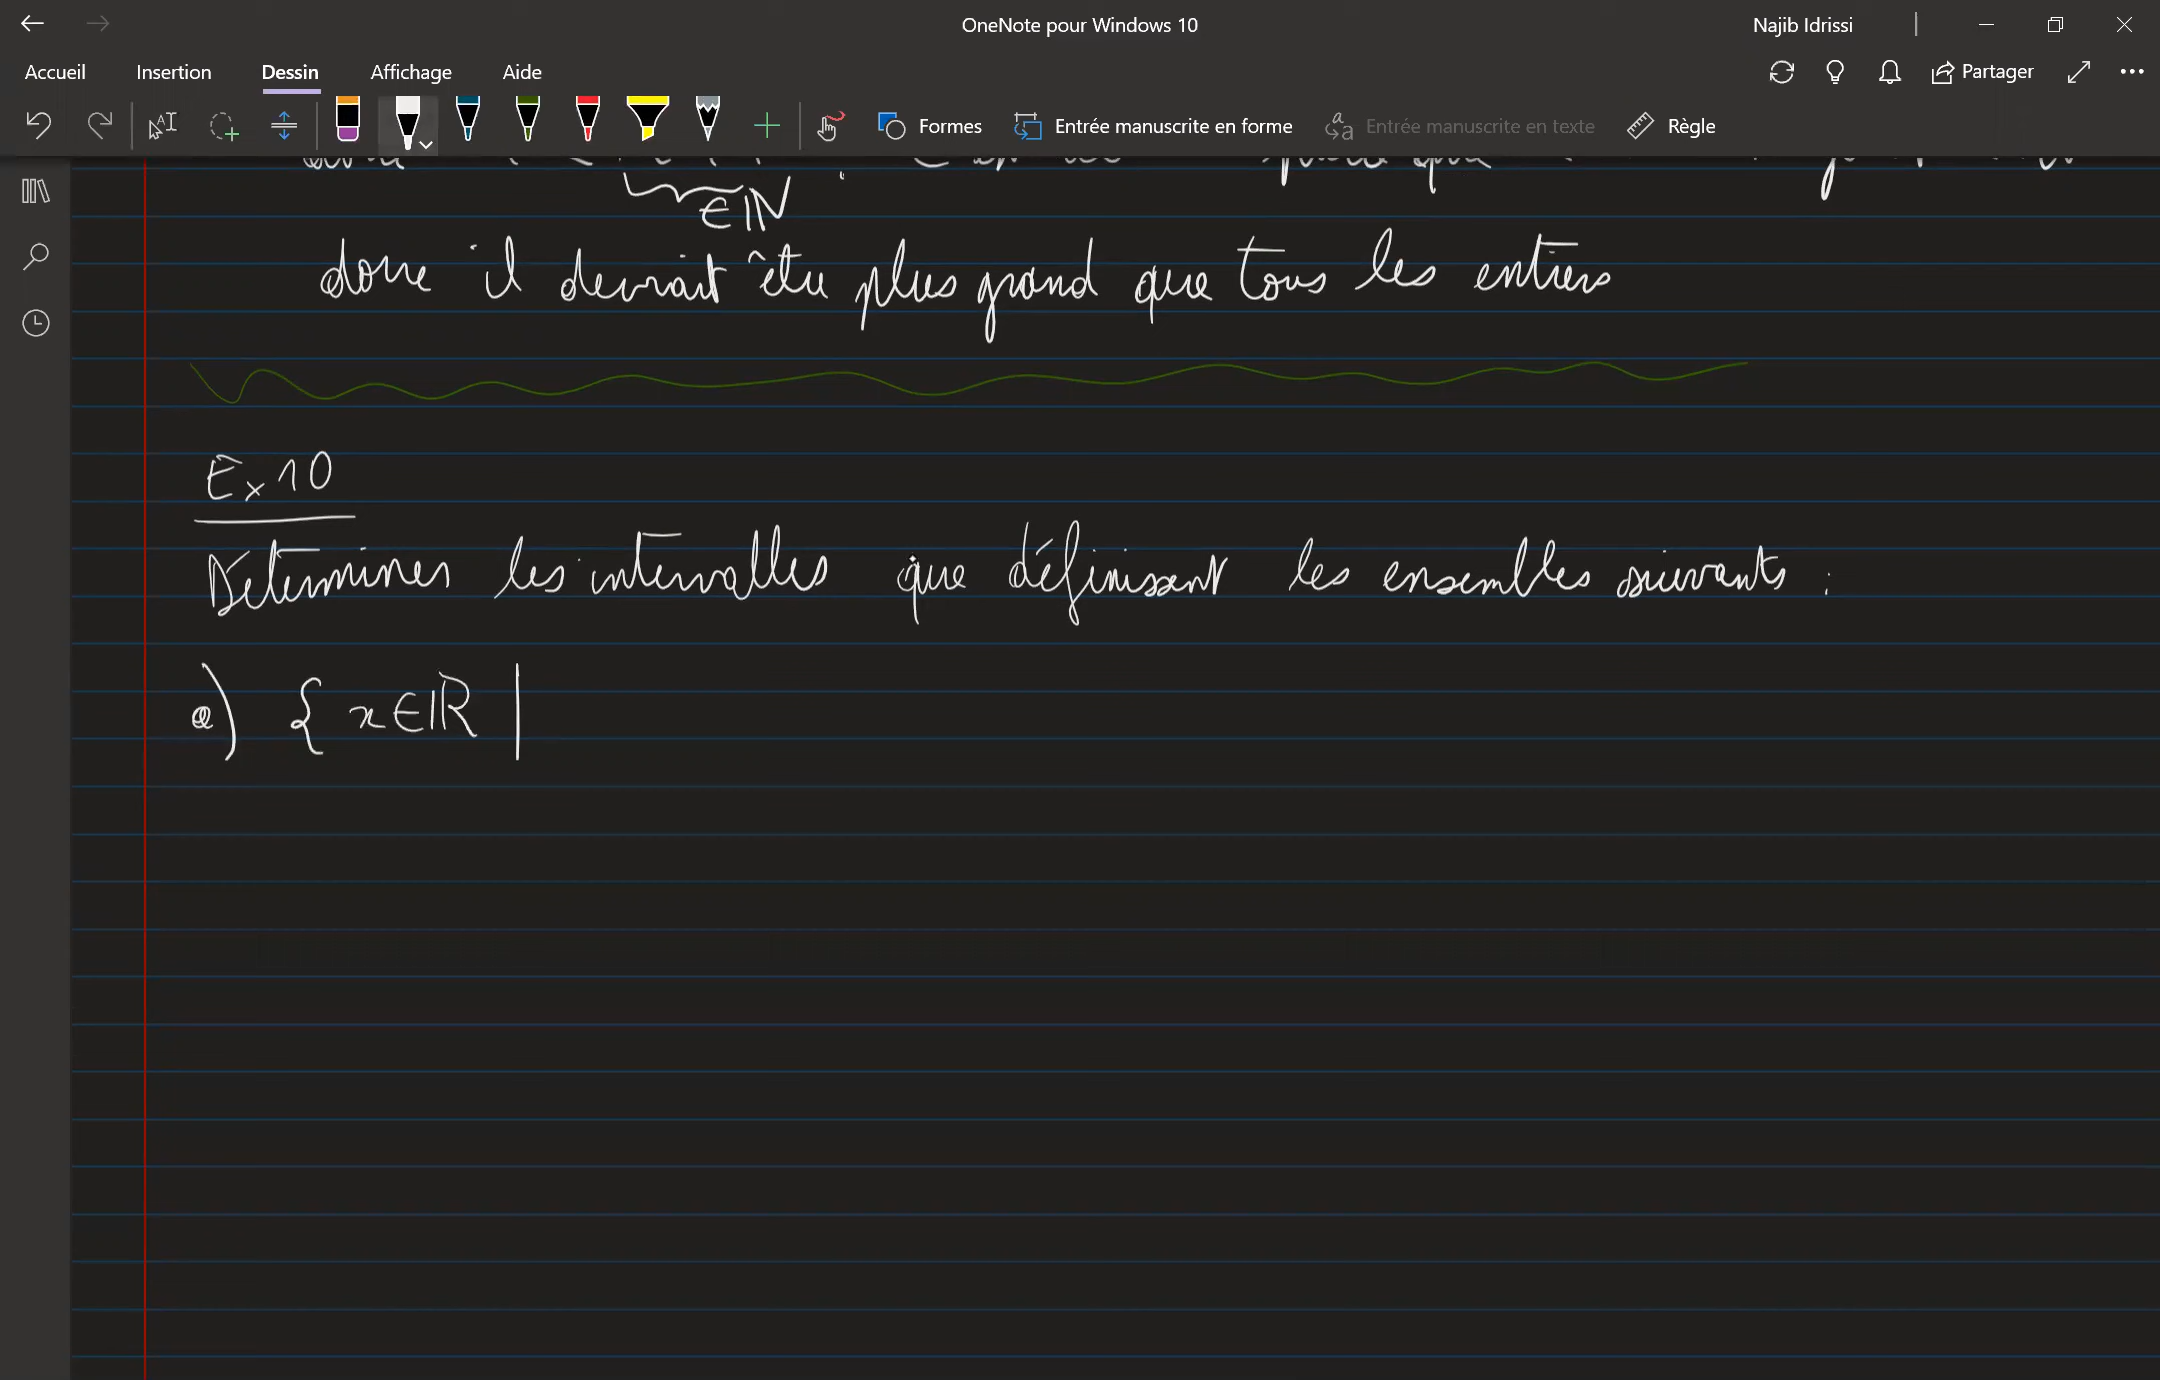 OneNote pour Windows 10
Najib Idrissi
Accueil Insertion Dessin Affichage Aide
Partager
Formes Entrée manuscrite en forme Entrée manuscrite en texte Règle
∈ℕ
donc il devrait être plus grand que tous les entiers
Ex 10
Déterminer les intervalles que définissent les ensembles suivants :
a) { x∈ℝ |